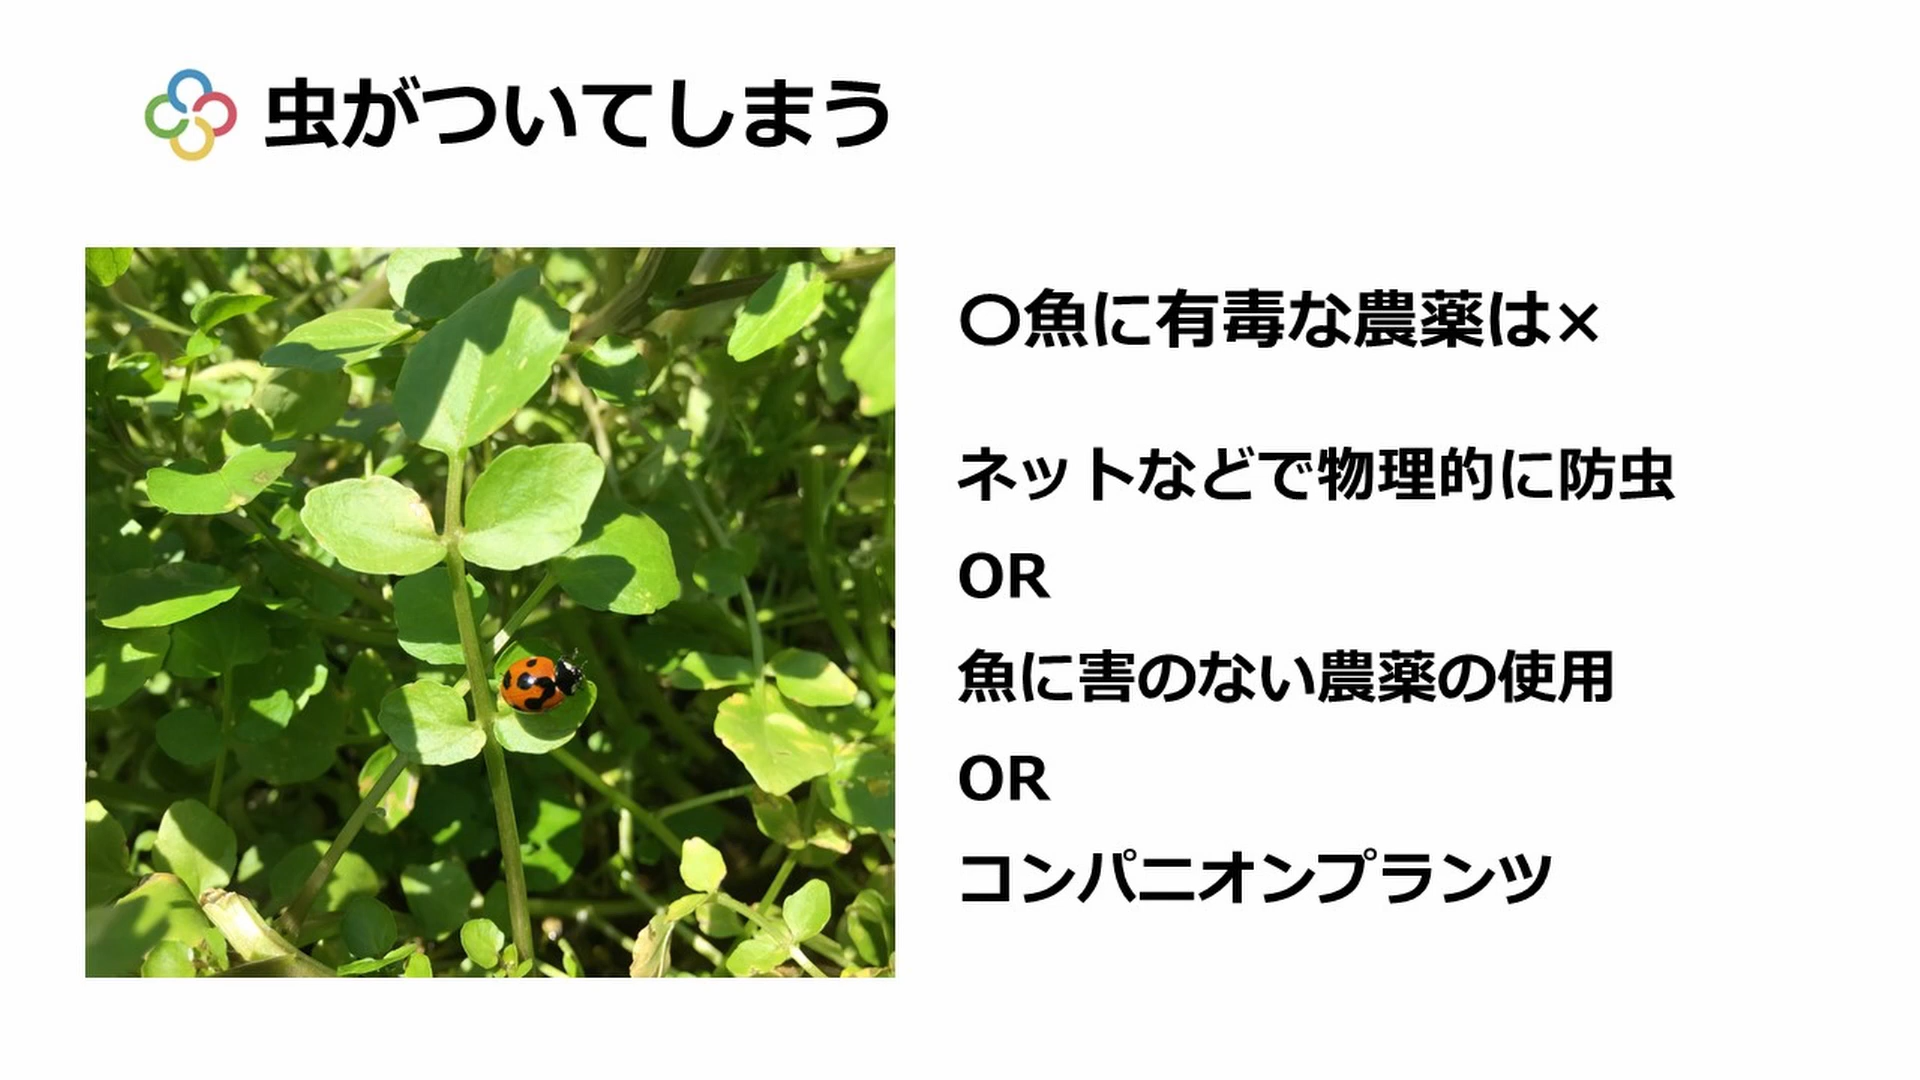 虫がついてしまう
〇魚に有毒な農薬は×
ネットなどで物理的に防虫
OR
魚に害のない農薬の使用
OR
コンパニオンプランツ